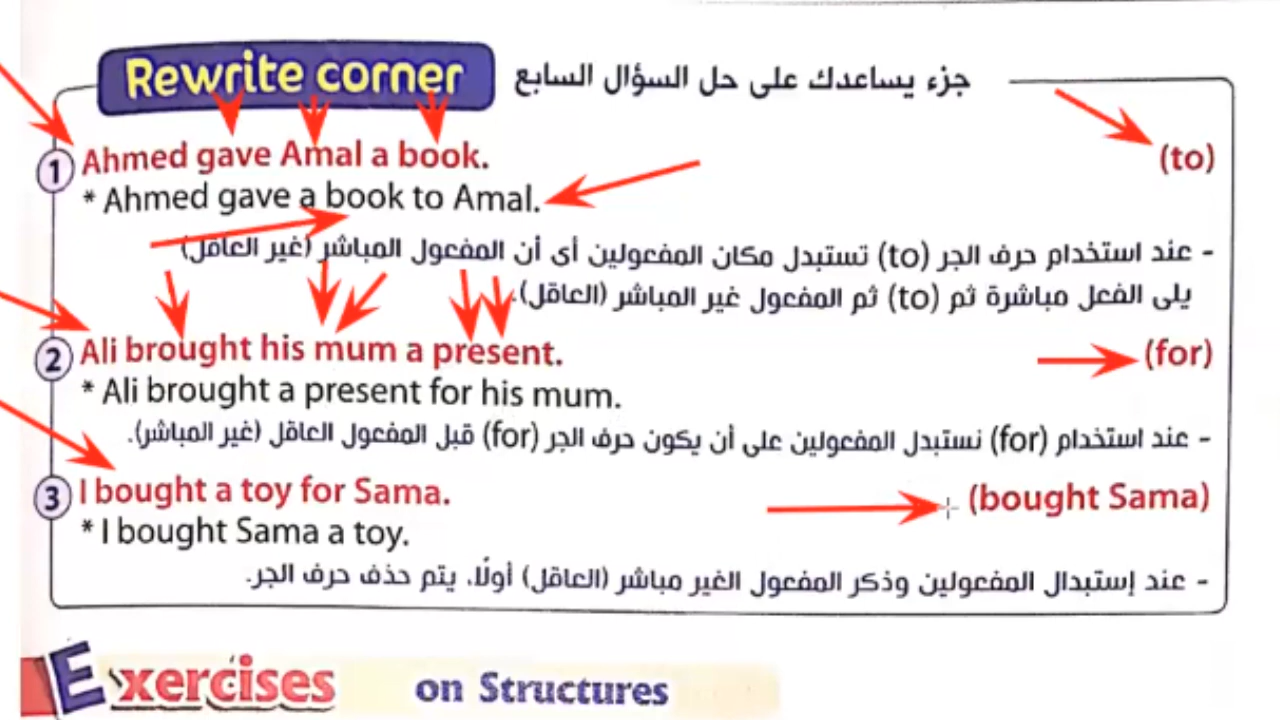 Rewrite corner جزء يساعدك على حل السؤال السابع
1 Ahmed gave Amal a book. (to)
* Ahmed gave a book to Amal.
- عند استخدام حرف الجر (to) تستبدل مكان المفعولين أى أن المفعول المباشر (غير العاقل)
يلى الفعل مباشرة ثم (to) ثم المفعول غير المباشر (العاقل).
2 Ali brought his mum a present. (for)
* Ali brought a present for his mum.
- عند استخدام (for) نستبدل المفعولين على أن يكون حرف الجر (for) قبل المفعول العاقل (غير المباشر).
3 I bought a toy for Sama. (bought Sama)
* I bought Sama a toy.
- عند إستبدال المفعولين وذكر المفعول الغير مباشر (العاقل) أولًا، يتم حذف حرف الجر.
Exercises on Structures